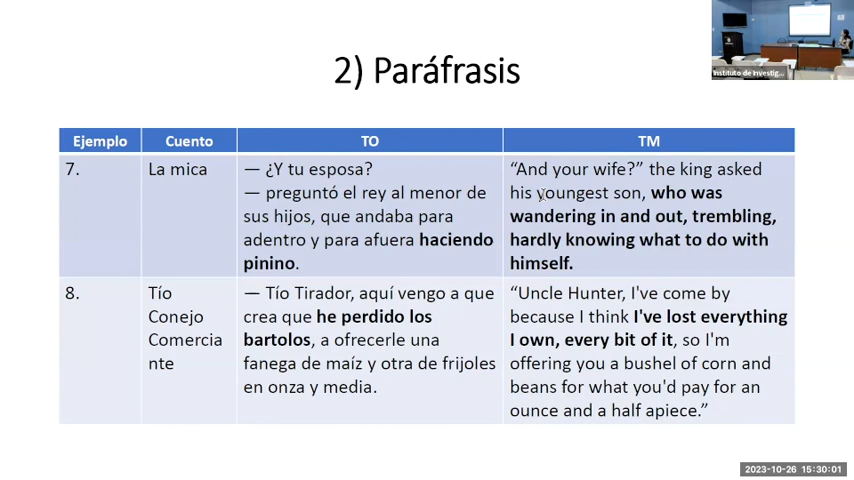 Instituto de Investig...
2) Paráfrasis
Ejemplo
Cuento
TO
TM
7.
La mica
— ¿Y tu esposa?
— preguntó el rey al menor de
sus hijos, que andaba para
adentro y para afuera haciendo
pinino.
“And your wife?” the king asked
his youngest son, who was
wandering in and out, trembling,
hardly knowing what to do with
himself.
8.
Tío
Conejo
Comercia
nte
— Tío Tirador, aquí vengo a que
crea que he perdido los
bartolos, a ofrecerle una
fanega de maíz y otra de frijoles
en onza y media.
“Uncle Hunter, I've come by
because I think I've lost everything
I own, every bit of it, so I'm
offering you a bushel of corn and
beans for what you'd pay for an
ounce and a half apiece.”
2023-10-26 15:30:01